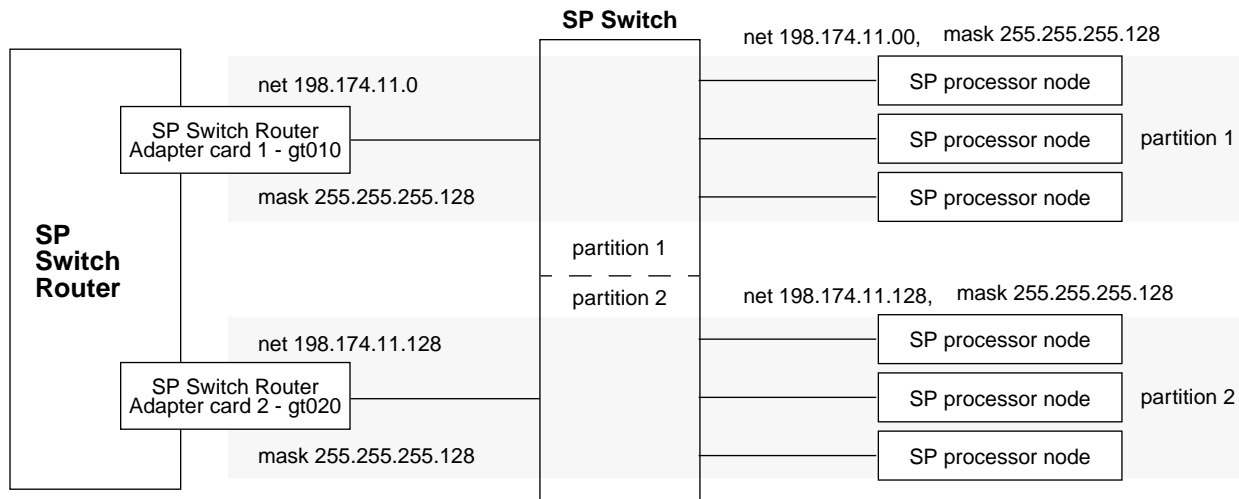 SP Switch
net 198.174.11.00, mask 255.255.255.128
net 198.174.11.0
SP processor node
SP Switch Router
Adapter card 1 - gt010
SP processor node
partition 1
mask 255.255.255.128
SP processor node
SP
Switch
Router
partition 1
partition 2
net 198.174.11.128, mask 255.255.255.128
net 198.174.11.128
SP processor node
SP Switch Router
Adapter card 2 - gt020
SP processor node
partition 2
mask 255.255.255.128
SP processor node